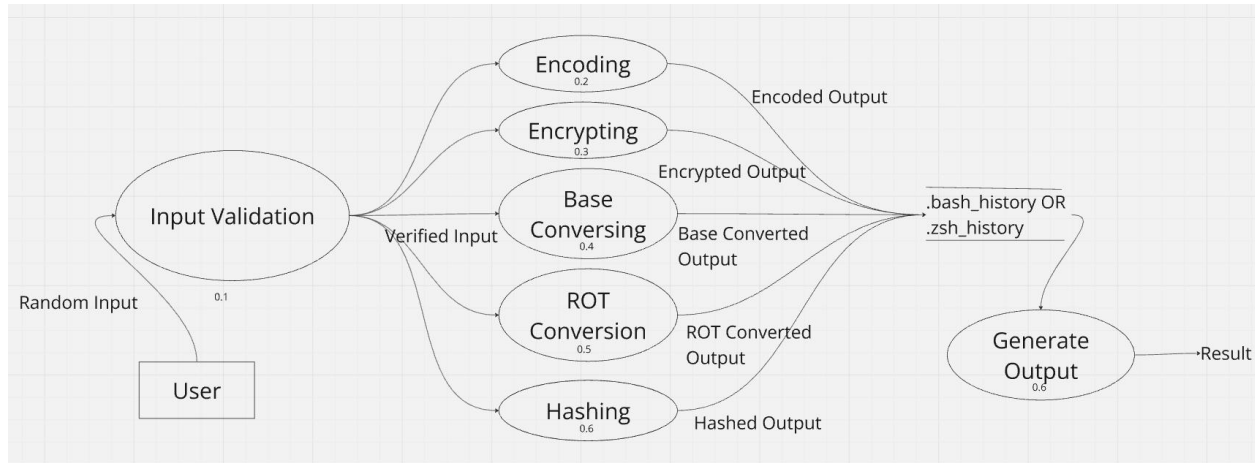 Encoding
0.2
Encoded Output
Encrypting
0.3
Encrypted Output
Input Validation
0.1
Verified Input
Base
Conversing
0.4
Base Converted
Output
.bash_history OR
.zsh_history
Random Input
User
ROT
Conversion
0.5
ROT Converted
Output
Generate
Output
0.6
Result
Hashing
0.6
Hashed Output